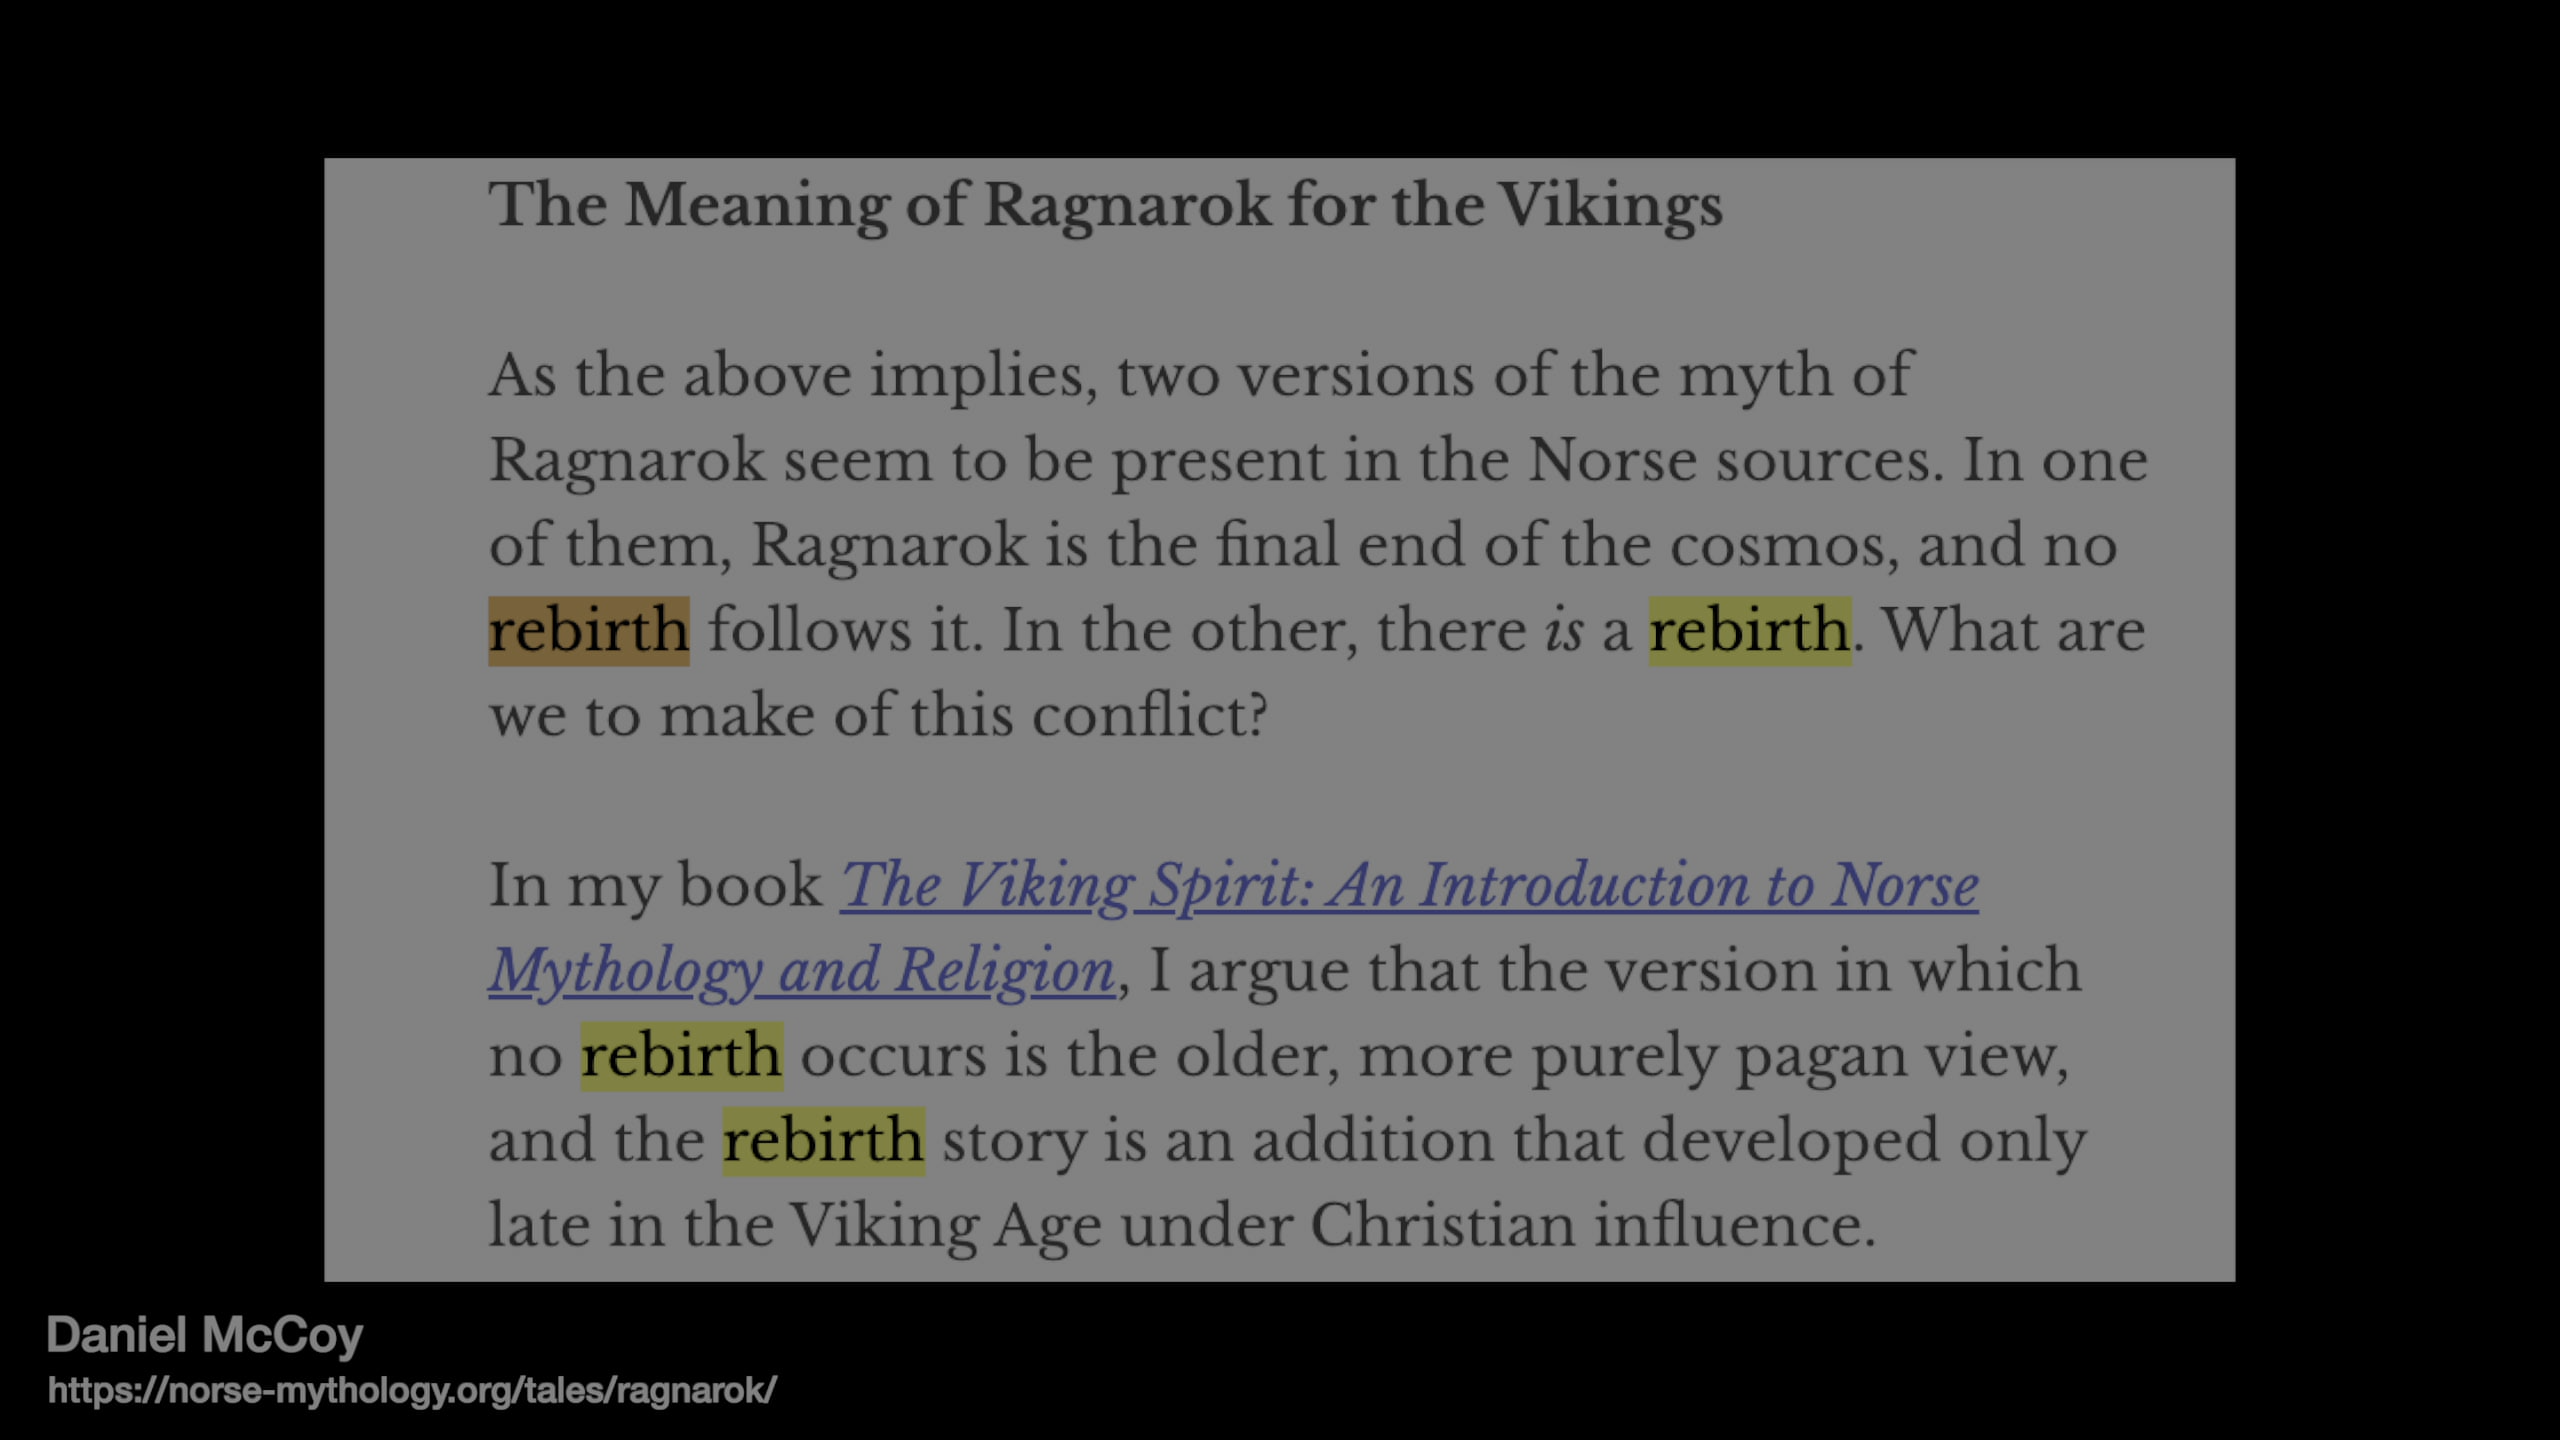 The Meaning of Ragnarok for the Vikings
As the above implies, two versions of the myth of
Ragnarok seem to be present in the Norse sources. In one
of them, Ragnarok is the final end of the cosmos, and no
rebirth follows it. In the other, there is a rebirth. What are
we to make of this conflict?
In my book The Viking Spirit: An Introduction to Norse
Mythology and Religion, I argue that the version in which
no rebirth occurs is the older, more purely pagan view,
and the rebirth story is an addition that developed only
late in the Viking Age under Christian influence.
Daniel McCoy
https://norse-mythology.org/tales/ragnarok/